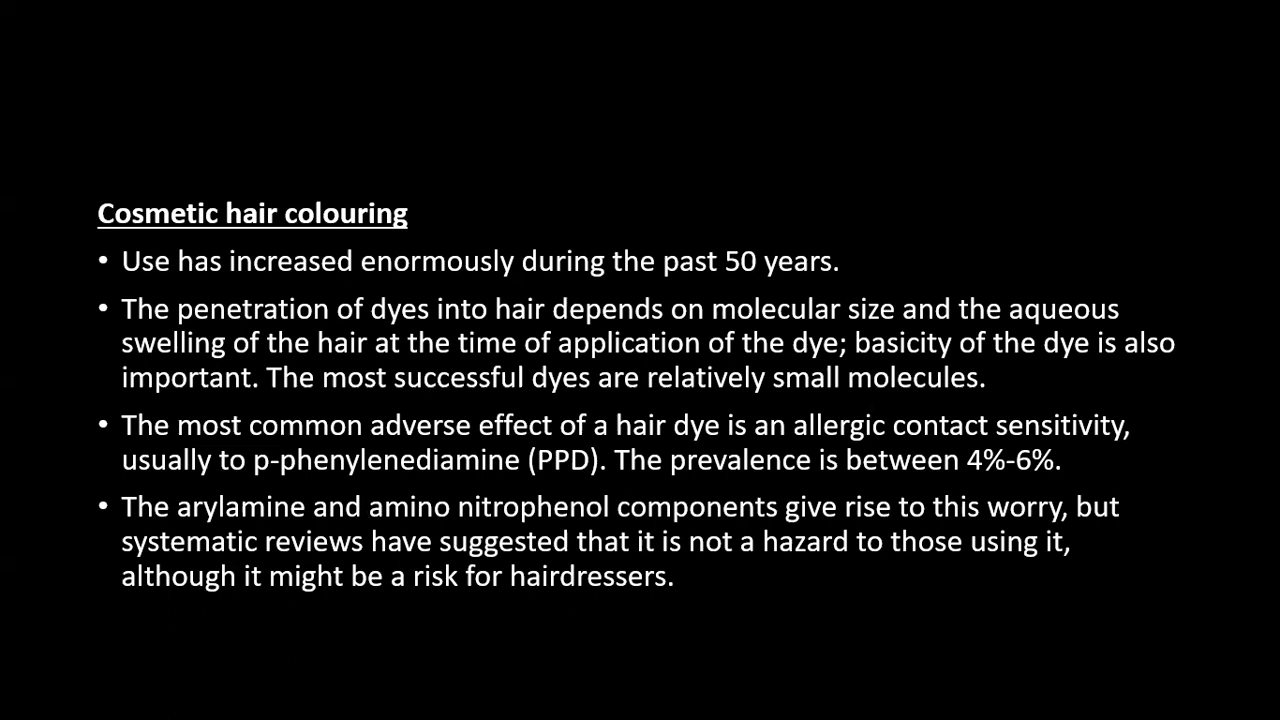 Cosmetic hair colouring
• Use has increased enormously during the past 50 years.
• The penetration of dyes into hair depends on molecular size and the aqueous
swelling of the hair at the time of application of the dye; basicity of the dye is also
important. The most successful dyes are relatively small molecules.
• The most common adverse effect of a hair dye is an allergic contact sensitivity,
usually to p-phenylenediamine (PPD). The prevalence is between 4%-6%.
• The arylamine and amino nitrophenol components give rise to this worry, but
systematic reviews have suggested that it is not a hazard to those using it,
although it might be a risk for hairdressers.